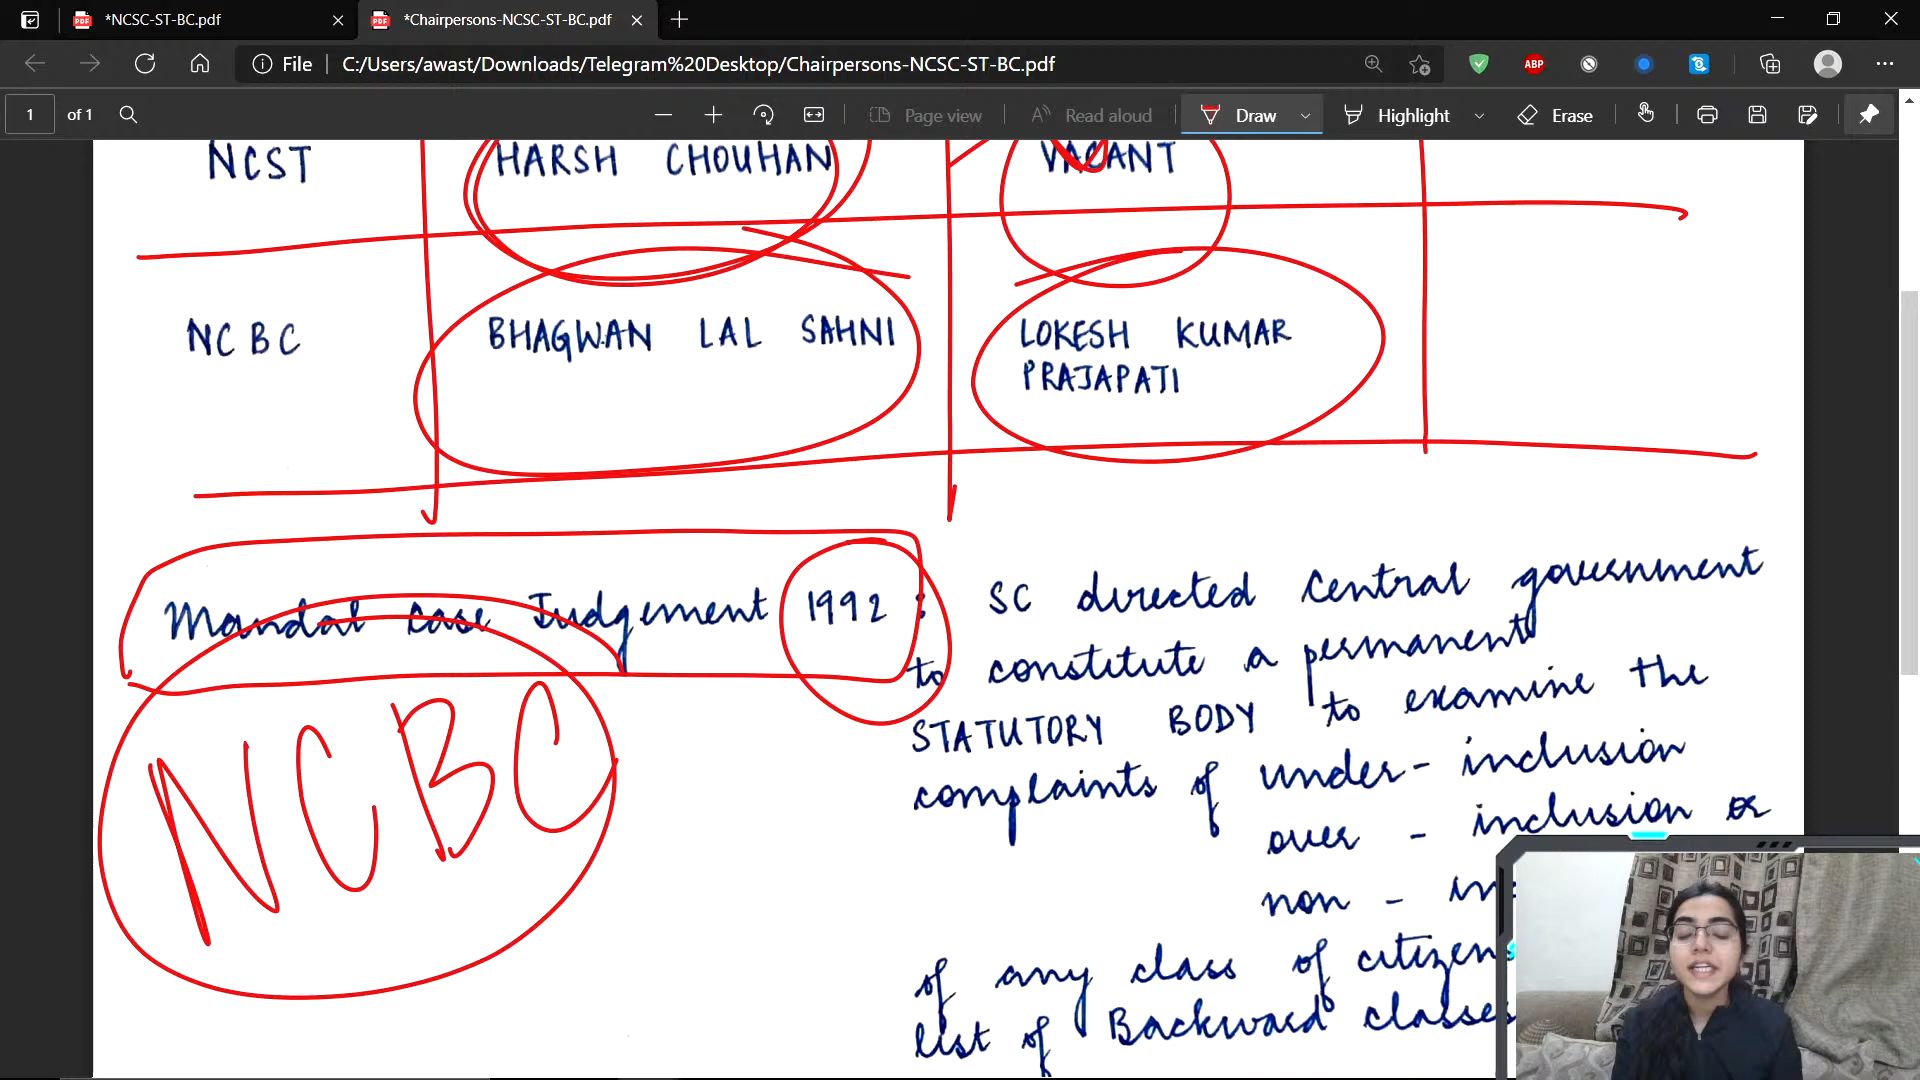 *NCSC-ST-BC.pdf
*Chairpersons-NCSC-ST-BC.pdf
File
C:/Users/awast/Downloads/Telegram%20Desktop/Chairpersons-NCSC-ST-BC.pdf
ABP
1 of 1
Page view
Read aloud
Draw
Highlight
Erase
NCST HARSH CHOUHAN VACANT
NCBC BHAGWAN LAL SAHNI LOKESH KUMAR
PRAJAPATI
Mandal Case Judgement 1992 : SC directed central government
to constitute a permanent
STATUTORY BODY to examine the
complaints of under - inclusion
over - inclusion or
non -
of any class of citizens
list of Backward classes
NCBC